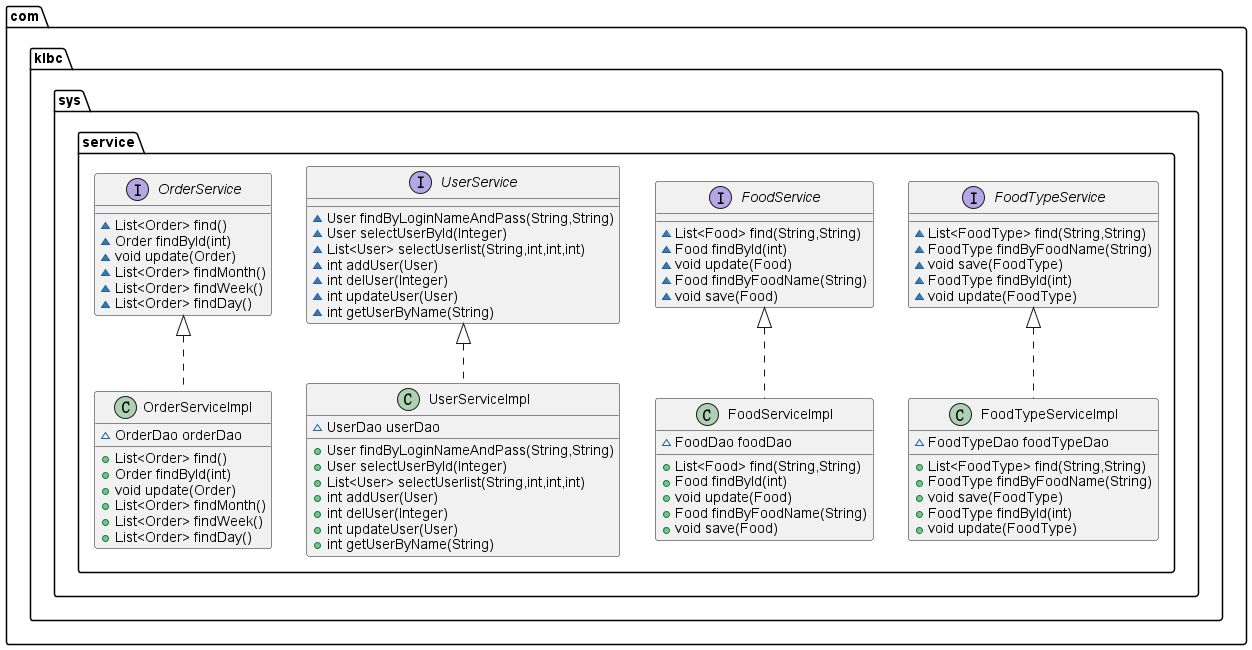 com
klbc
sys
service
I OrderService
List<Order> find()
Order findById(int)
void update(Order)
List<Order> findMonth()
List<Order> findWeek()
List<Order> findDay()
I UserService
User findByLoginNameAndPass(String,String)
User selectUserById(Integer)
List<User> selectUserlist(String,int,int,int)
int addUser(User)
int delUser(Integer)
int updateUser(User)
int getUserByName(String)
I FoodService
List<Food> find(String,String)
Food findById(int)
void update(Food)
Food findByFoodName(String)
void save(Food)
I FoodTypeService
List<FoodType> find(String,String)
FoodType findByFoodName(String)
void save(FoodType)
FoodType findById(int)
void update(FoodType)
C OrderServiceImpl
OrderDao orderDao
List<Order> find()
Order findById(int)
void update(Order)
List<Order> findMonth()
List<Order> findWeek()
List<Order> findDay()
C UserServiceImpl
UserDao userDao
User findByLoginNameAndPass(String,String)
User selectUserById(Integer)
List<User> selectUserlist(String,int,int,int)
int addUser(User)
int delUser(Integer)
int updateUser(User)
int getUserByName(String)
C FoodServiceImpl
FoodDao foodDao
List<Food> find(String,String)
Food findById(int)
void update(Food)
Food findByFoodName(String)
void save(Food)
C FoodTypeServiceImpl
FoodTypeDao foodTypeDao
List<FoodType> find(String,String)
FoodType findByFoodName(String)
void save(FoodType)
FoodType findById(int)
void update(FoodType)